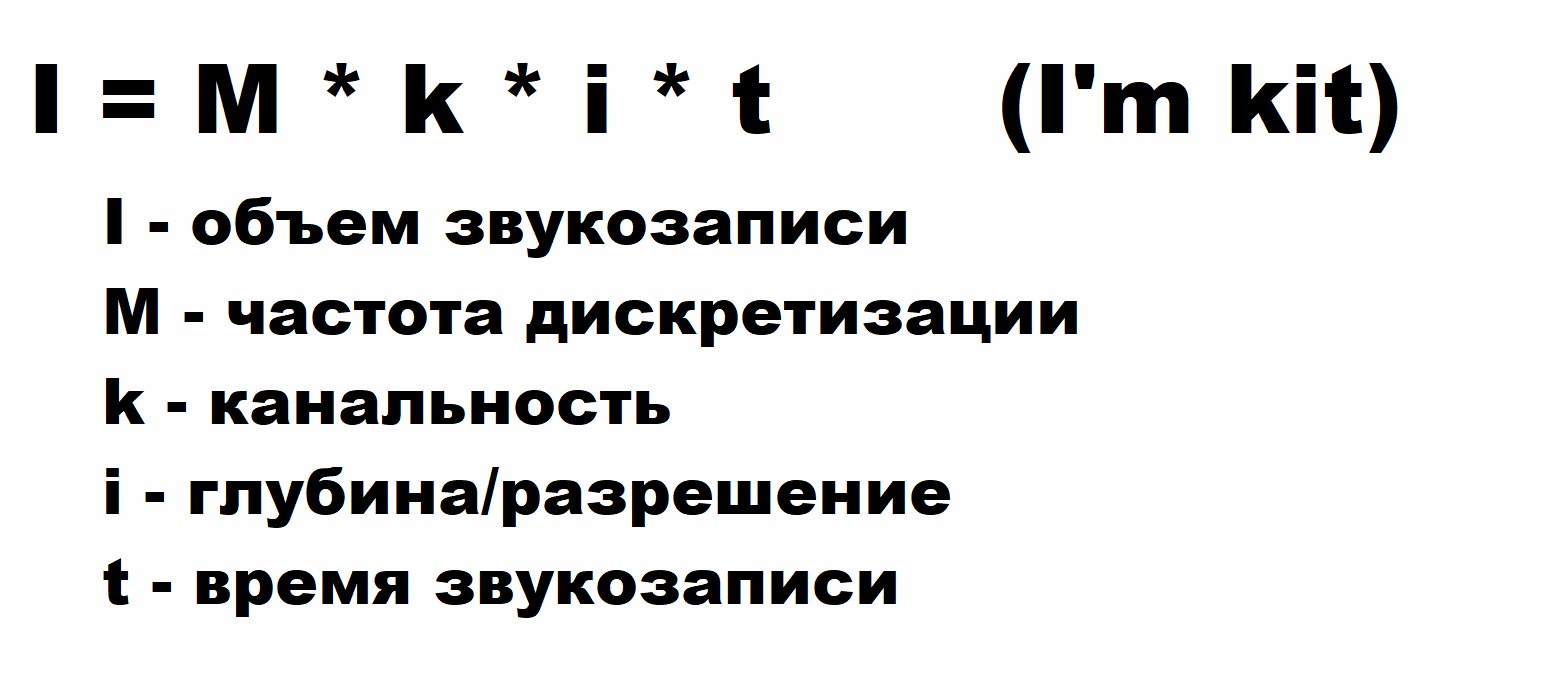 I = M * k * i * t (I'm kit)
I - объем звукозаписи
M - частота дискретизации
k - канальность
i - глубина/разрешение
t - время звукозаписи